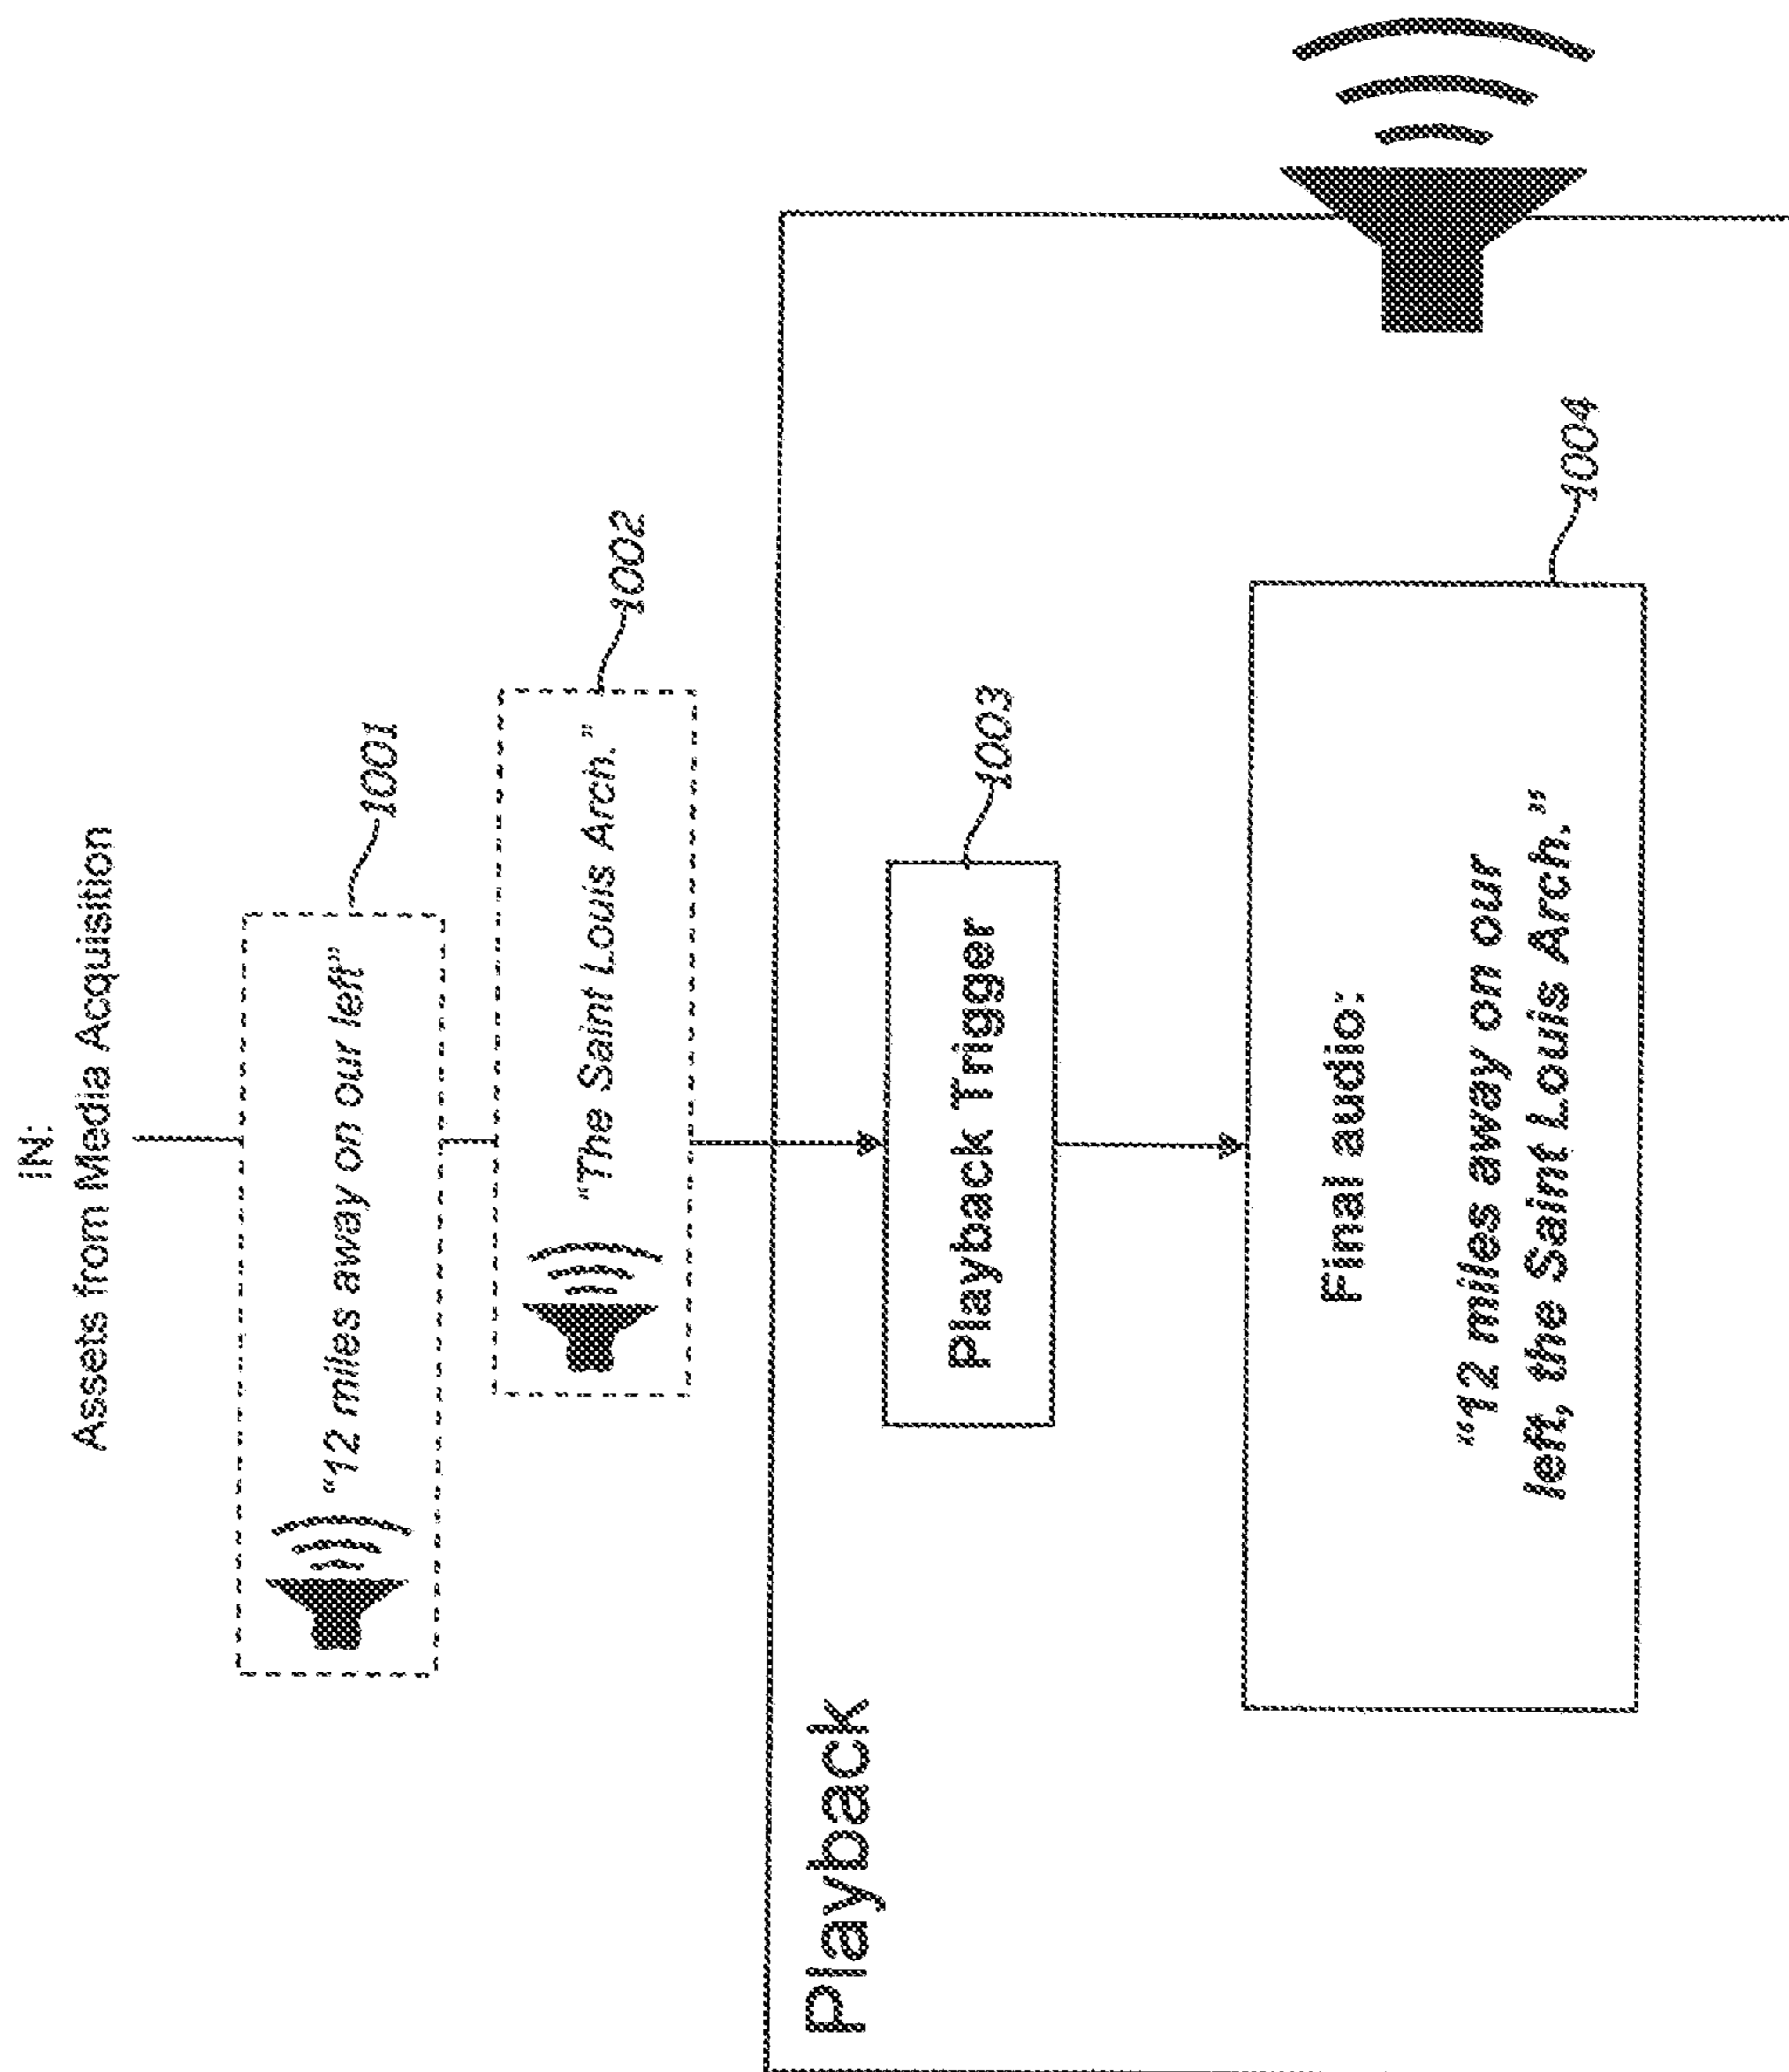 IN:
Assets from Media Acquisition
"12 miles away on our left"
1001
"The Saint Louis Arch."
1002
Playback
Playback Trigger
1003
Final audio:
"12 miles away on our
left, the Saint Louis Arch."
1004